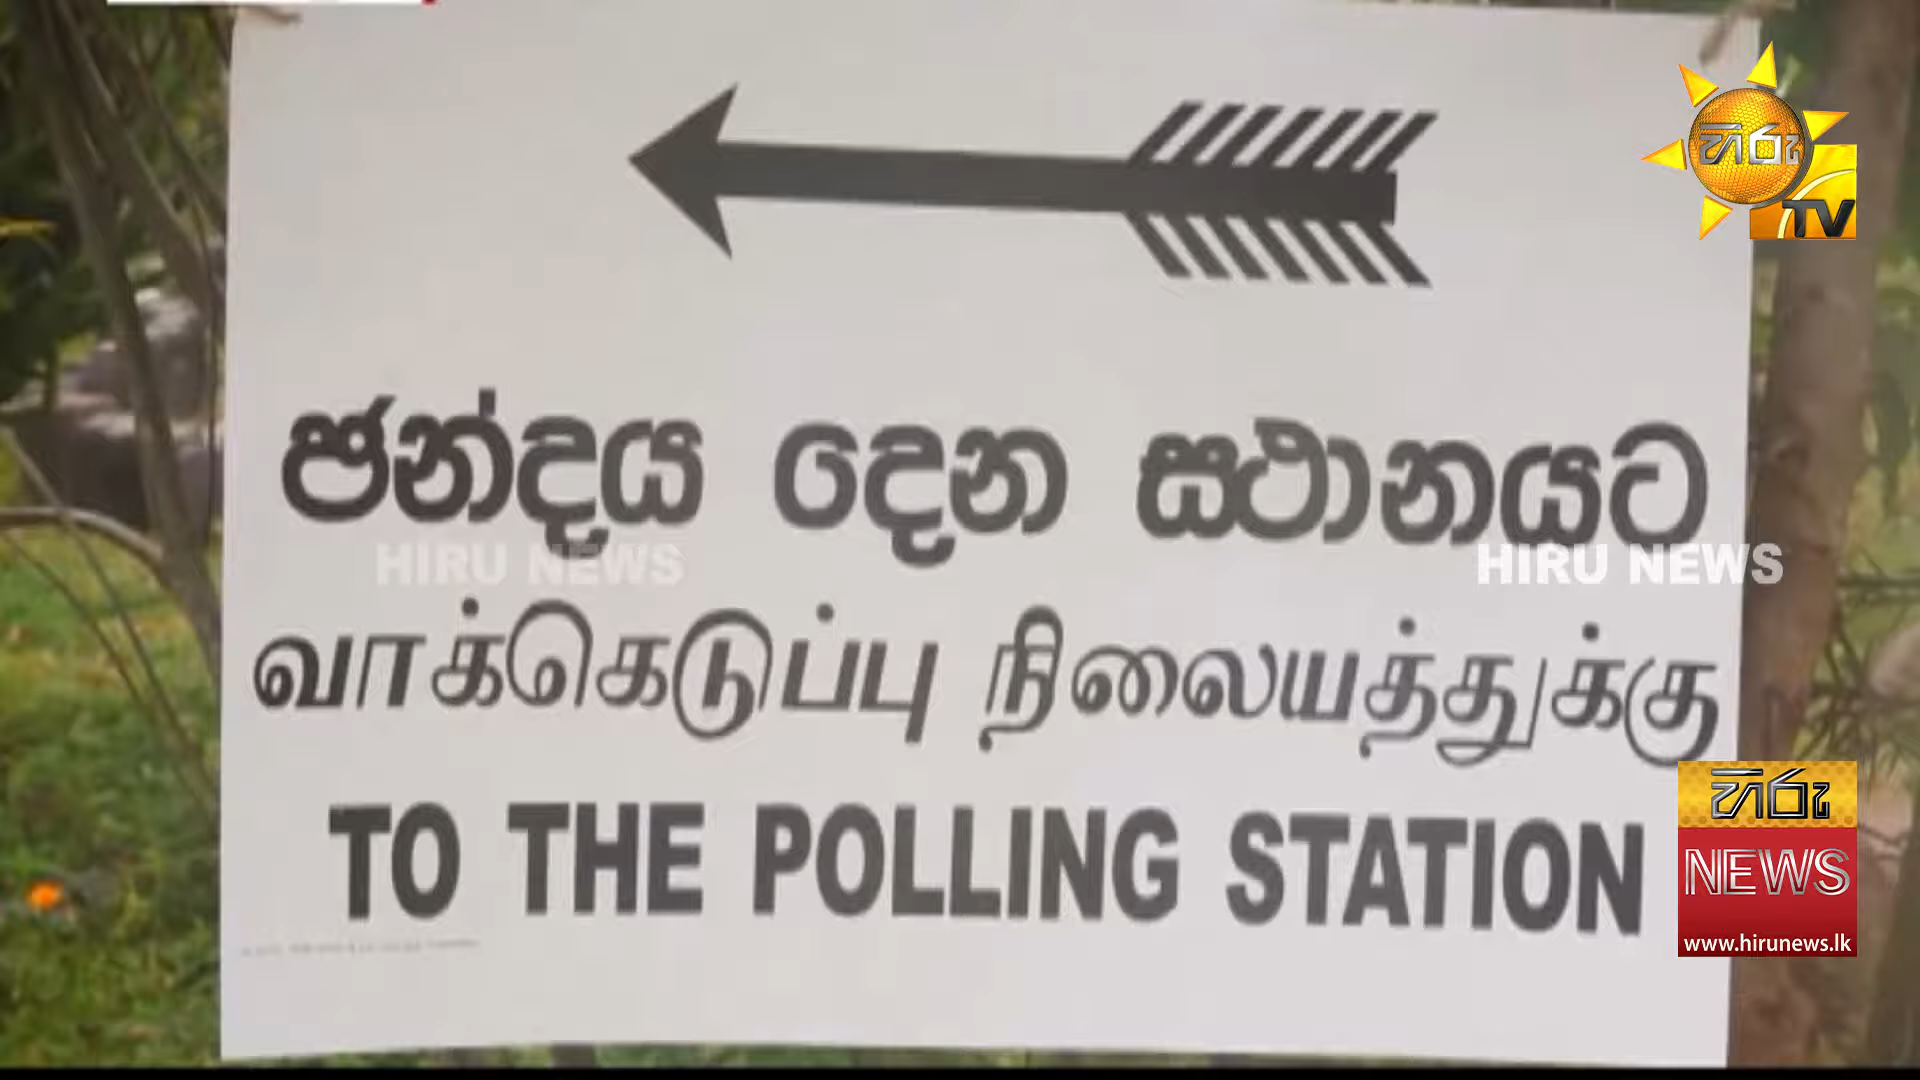 හිරු
TV
ඡන්දය දෙන ස්ථානයට
HIRU NEWS
HIRU NEWS
வாக்கெடுப்பு நிலையத்துக்கு
TO THE POLLING STATION
හිරු
NEWS
www.hirunews.lk